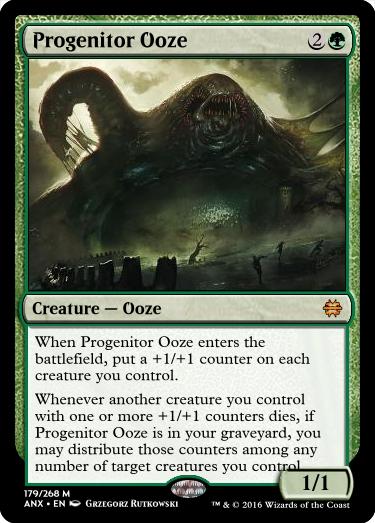 Progenitor Ooze 2
Creature — Ooze
When Progenitor Ooze enters the
battlefield, put a +1/+1 counter on each
creature you control.
Whenever another creature you control
with one or more +1/+1 counters dies, if
Progenitor Ooze is in your graveyard, you
may distribute those counters among any
number of target creatures you control.
1/1
179/268 M
ANX • EN Grzegorz Rutkowski
™ & © 2016 Wizards of the Coast